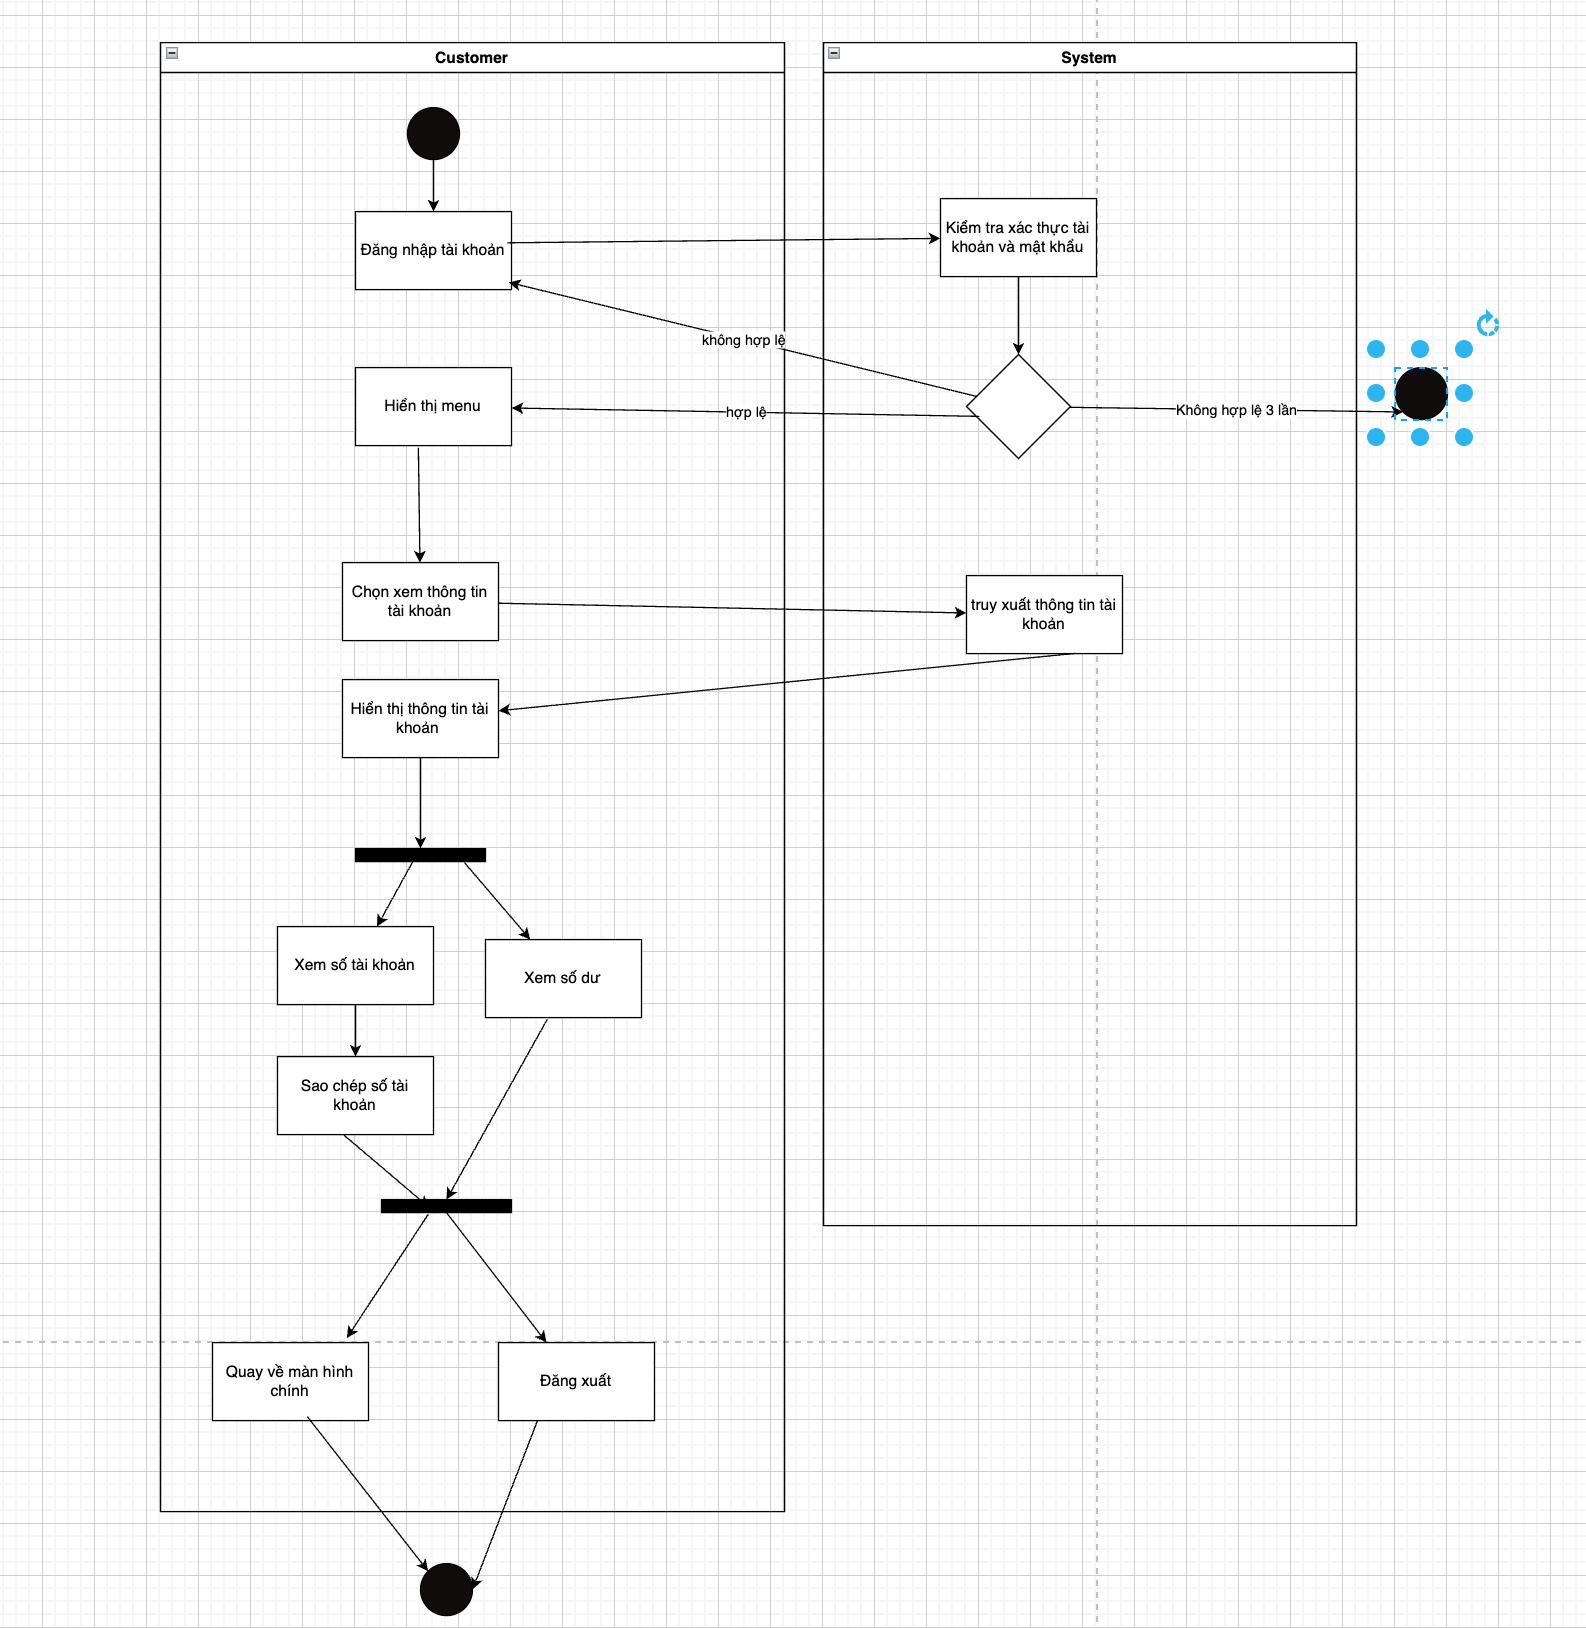 Customer
System
Đăng nhập tài khoản
Kiểm tra xác thực tài
khoản và mật khẩu
không hợp lệ
Hiển thị menu
hợp lệ
Không hợp lệ 3 lần
Chọn xem thông tin
tài khoản
truy xuất thông tin tài
khoản
Hiển thị thông tin tài
khoản
Xem số tài khoản
Xem số dư
Sao chép số tài
khoản
Quay về màn hình
chính
Đăng xuất